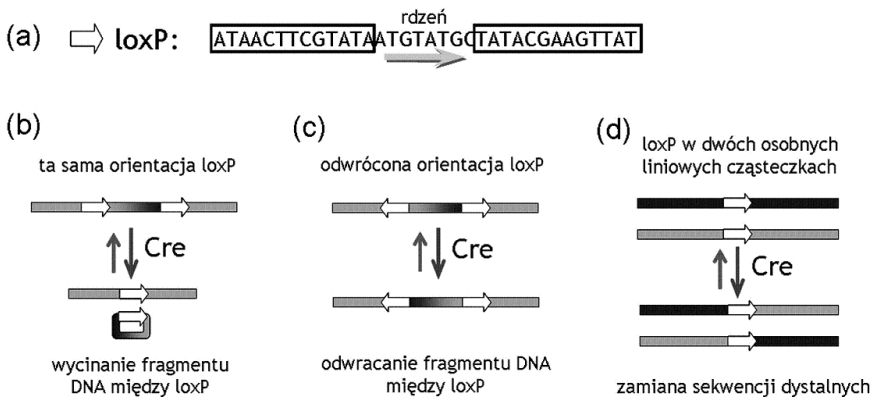 rdzeń
(a) loxP: ATAACTTCGTATAATGTATGCTATACGAAGTTAT
(b)
ta sama orientacja loxP
Cre
wycinanie fragmentu
DNA między loxP
(c)
odwrócona orientacja loxP
Cre
odwracanie fragmentu DNA
między loxP
(d)
loxP w dwóch osobnych
liniowych cząsteczkach
Cre
zamiana sekwencji dystalnych